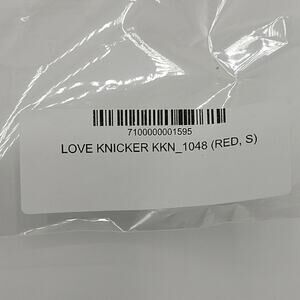 7100000001595
LOVE KNICKER KKN_1048 (RED, S)